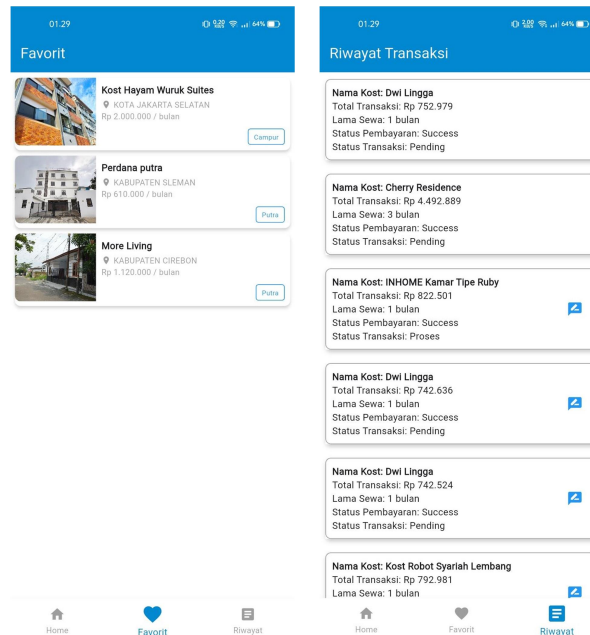 01.29
0,20 KB/S
64%
Favorit
Kost Hayam Wuruk Suites
KOTA JAKARTA SELATAN
Rp 2.000.000 / bulan
Campur
Perdana putra
KABUPATEN SLEMAN
Rp 610.000 / bulan
Putra
More Living
KABUPATEN CIREBON
Rp 1.120.000 / bulan
Putra
Home
Favorit
Riwayat
01.29
2,00 KB/S
64%
Riwayat Transaksi
Nama Kost: Dwi Lingga
Total Transaksi: Rp 752.979
Lama Sewa: 1 bulan
Status Pembayaran: Success
Status Transaksi: Pending
Nama Kost: Cherry Residence
Total Transaksi: Rp 4.492.889
Lama Sewa: 3 bulan
Status Pembayaran: Success
Status Transaksi: Pending
Nama Kost: INHOME Kamar Tipe Ruby
Total Transaksi: Rp 822.501
Lama Sewa: 1 bulan
Status Pembayaran: Success
Status Transaksi: Proses
Nama Kost: Dwi Lingga
Total Transaksi: Rp 742.636
Lama Sewa: 1 bulan
Status Pembayaran: Success
Status Transaksi: Pending
Nama Kost: Dwi Lingga
Total Transaksi: Rp 742.524
Lama Sewa: 1 bulan
Status Pembayaran: Success
Status Transaksi: Pending
Nama Kost: Kost Robot Syariah Lembang
Total Transaksi: Rp 792.981
Lama Sewa: 1 bulan
Home
Favorit
Riwayat